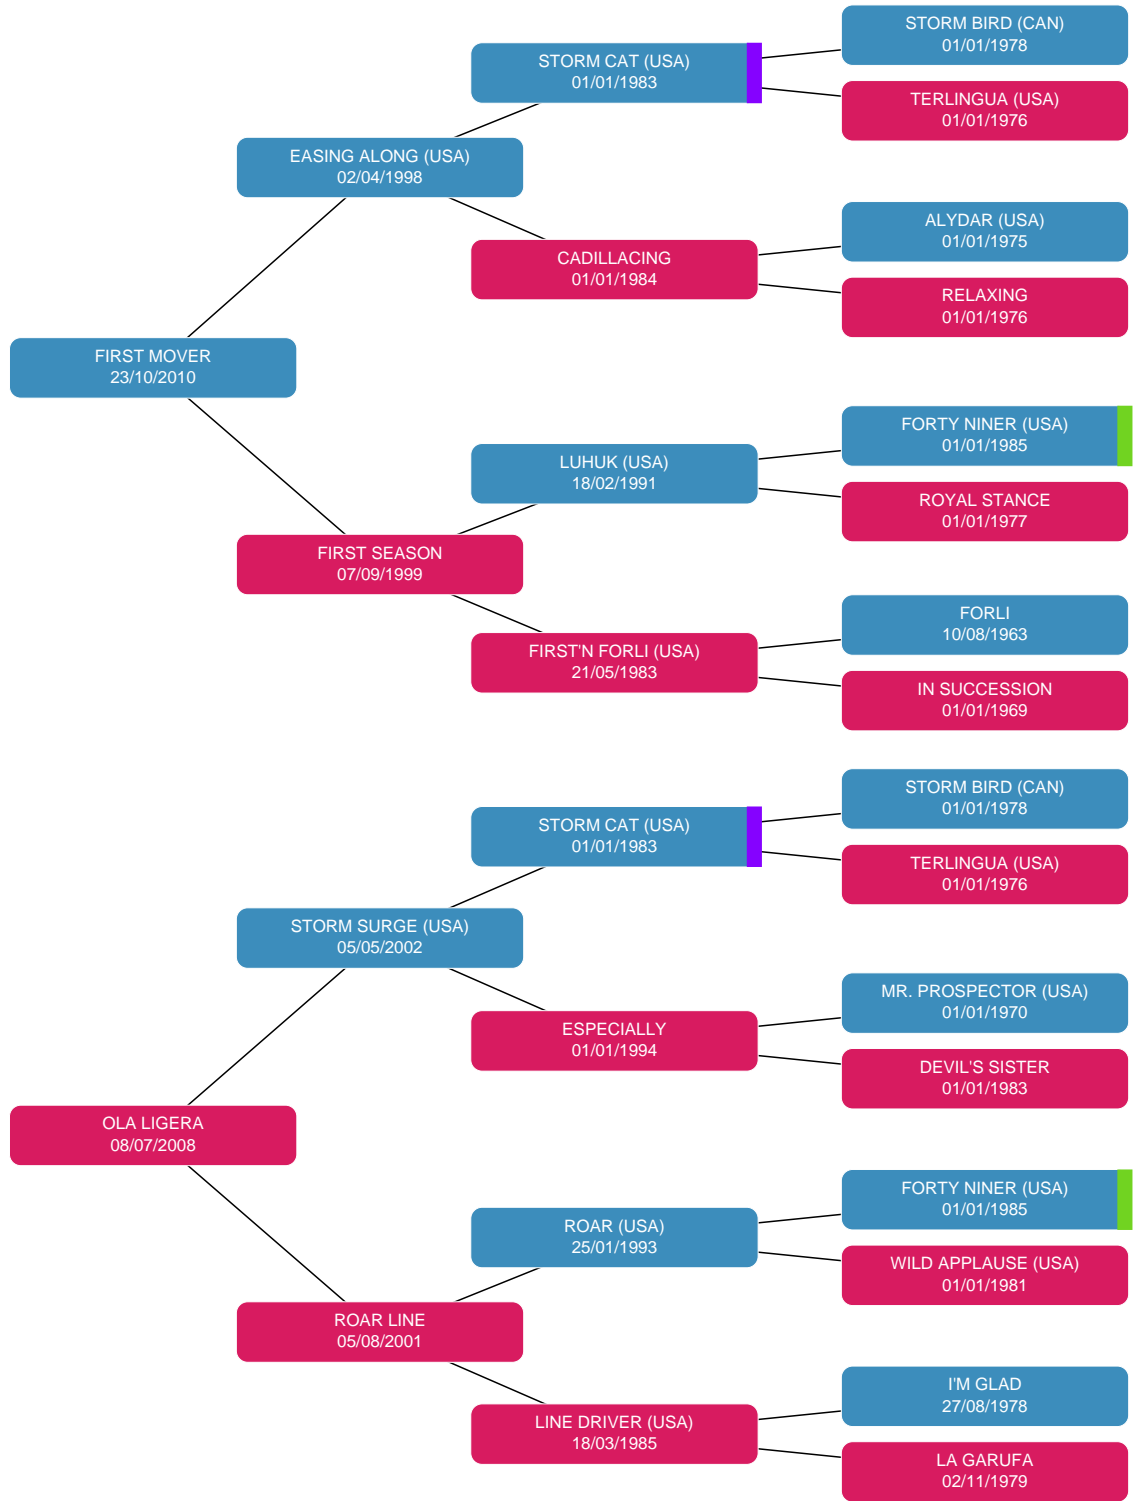 STORM BIRD (CAN)
01/01/1978
STORM CAT (USA)
01/01/1983
TERLINGUA (USA)
01/01/1976
EASING ALONG (USA)
02/04/1998
ALYDAR (USA)
01/01/1975
CADILLACING
01/01/1984
RELAXING
01/01/1976
FIRST MOVER
23/10/2010
FORTY NINER (USA)
01/01/1985
LUHUK (USA)
18/02/1991
ROYAL STANCE
01/01/1977
FIRST SEASON
07/09/1999
FORLI
10/08/1963
FIRST'N FORLI (USA)
21/05/1983
IN SUCCESSION
01/01/1969
STORM BIRD (CAN)
01/01/1978
STORM CAT (USA)
01/01/1983
TERLINGUA (USA)
01/01/1976
STORM SURGE (USA)
05/05/2002
MR. PROSPECTOR (USA)
01/01/1970
ESPECIALLY
01/01/1994
DEVIL'S SISTER
01/01/1983
OLA LIGERA
08/07/2008
FORTY NINER (USA)
01/01/1985
ROAR (USA)
25/01/1993
WILD APPLAUSE (USA)
01/01/1981
ROAR LINE
05/08/2001
I'M GLAD
27/08/1978
LINE DRIVER (USA)
18/03/1985
LA GARUFA
02/11/1979